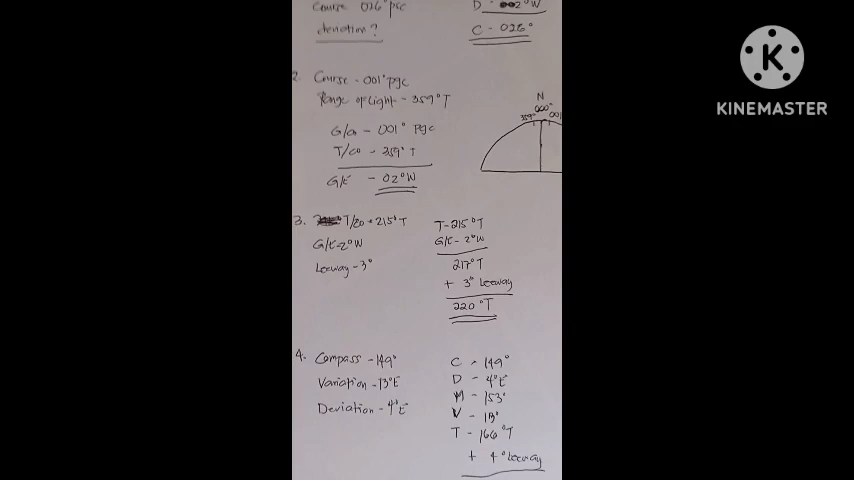 Course 026° psc
deviation?
D - 002°W
C - 026°
2. Course - 001° pgc
Range of Light - 359°T
G/co - 001° pgc
T/co - 359° T
G/E - 02°W
N
000°
359° 001
3. T/co - 215° T
G/E - 2°W
Leeway - 3°
T - 215°T
G/E - 2°W
217°T
+ 3° Leeway
220°T
4. Compass - 149°
Variation - 13°E
Deviation - 4°E
C - 149°
D - 4°E
M - 153°
V - 13°
T - 166°T
+ 4° Leeway
K
KINEMASTER